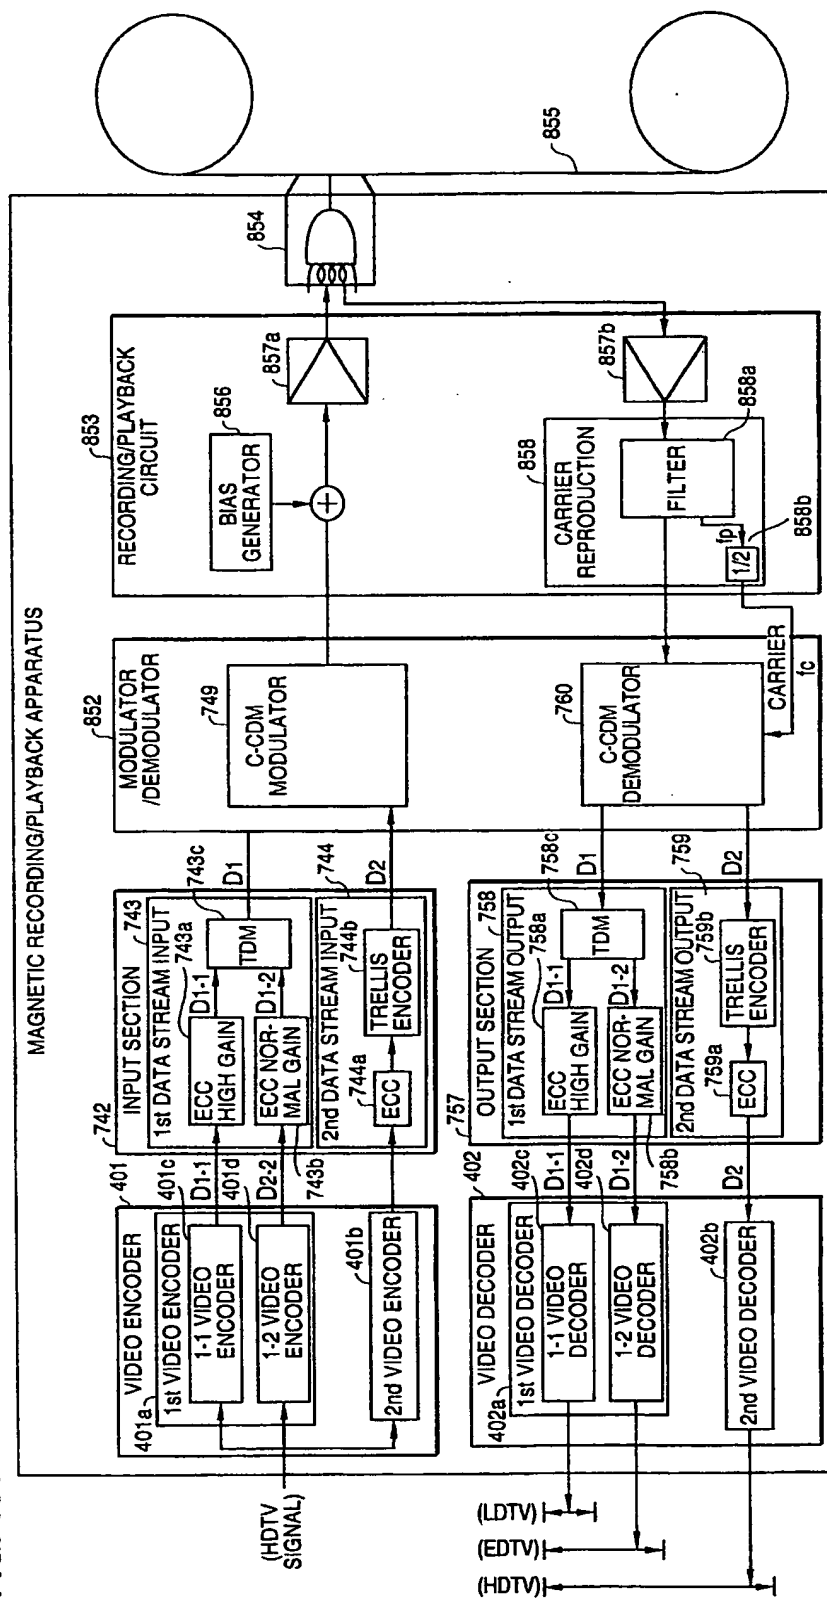 MAGNETIC RECORDING/PLAYBACK APPARATUS
401
VIDEO ENCODER
401a
1st VIDEO ENCODER
401c
1-1 VIDEO
ENCODER
401d
1-2 VIDEO
ENCODER
401b
2nd VIDEO ENCODER
(HDTV
SIGNAL)
D1-1
D2-2
742
INPUT SECTION
743
1st DATA STREAM INPUT
743a
743c
ECC
HIGH GAIN
D1-1
TDM
ECC NOR-
MAL GAIN
D1-2
743b
744
2nd DATA STREAM INPUT
744a
744b
ECC
TRELLIS
ENCODER
D1
D2
852
MODULATOR
/DEMODULATOR
749
C-CDM
MODULATOR
760
C-CDM
DEMODULATOR
CARRIER
fc
853
RECORDING/PLAYBACK
CIRCUIT
856
BIAS
GENERATOR
+
857a
854
855
857b
858
CARRIER
REPRODUCTION
858a
FILTER
fp
1/2
858b
757
OUTPUT SECTION
758
1st DATA STREAM OUTPUT
758a
758c
ECC
HIGH GAIN
D1-1
TDM
D1
ECC NOR-
MAL GAIN
D1-2
758b
759
2nd DATA STREAM OUTPUT
759a
759b
ECC
TRELLIS
ENCODER
D2
402
VIDEO DECODER
402a
1st VIDEO DECODER
402c
1-1 VIDEO
DECODER
D1-1
402d
1-2 VIDEO
DECODER
D1-2
402b
2nd VIDEO DECODER
D2
(LDTV)
(EDTV)
(HDTV)